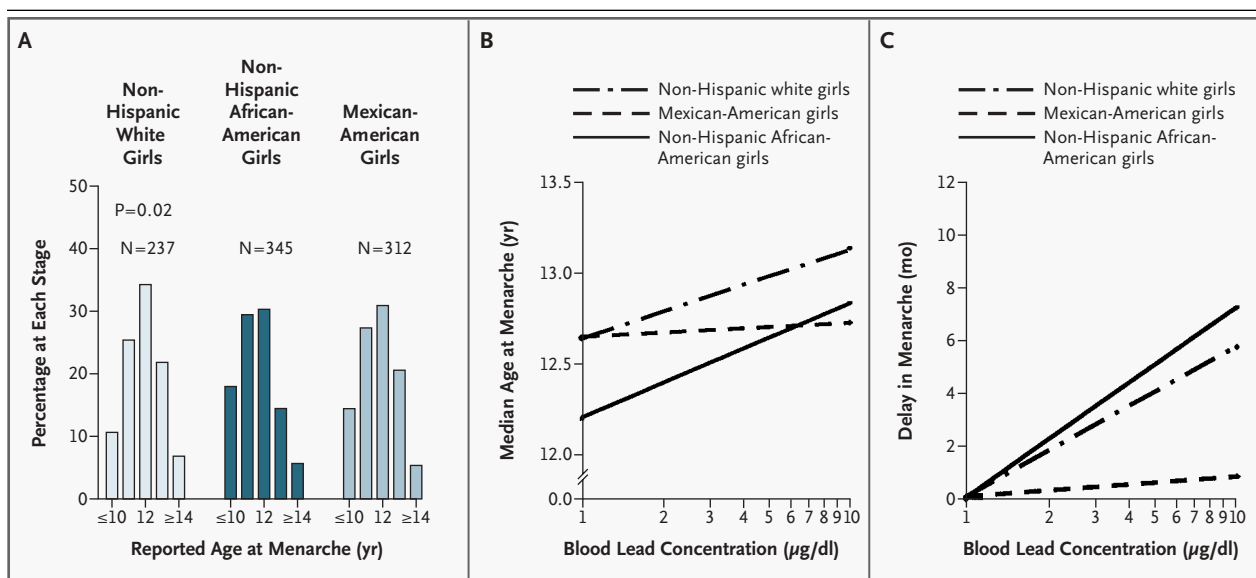 A
Non-
Hispanic
White
Girls
Non-
Hispanic
African-
American
Girls
Mexican-
American
Girls
50
40
30
20
10
0
P=0.02
N=237
N=345
N=312
≤10 12 ≥14
≤10 12 ≥14
≤10 12 ≥14
Percentage at Each Stage
Reported Age at Menarche (yr)
B
Non-Hispanic white girls
Mexican-American girls
Non-Hispanic African-
American girls
13.5
13.0
12.5
12.0
0.0
1 2 3 4 5 6 7 8 9 10
Median Age at Menarche (yr)
Blood Lead Concentration (µg/dl)
C
Non-Hispanic white girls
Mexican-American girls
Non-Hispanic African-
American girls
12
10
8
6
4
2
0
1 2 3 4 5 6 7 8 9 10
Delay in Menarche (mo)
Blood Lead Concentration (µg/dl)